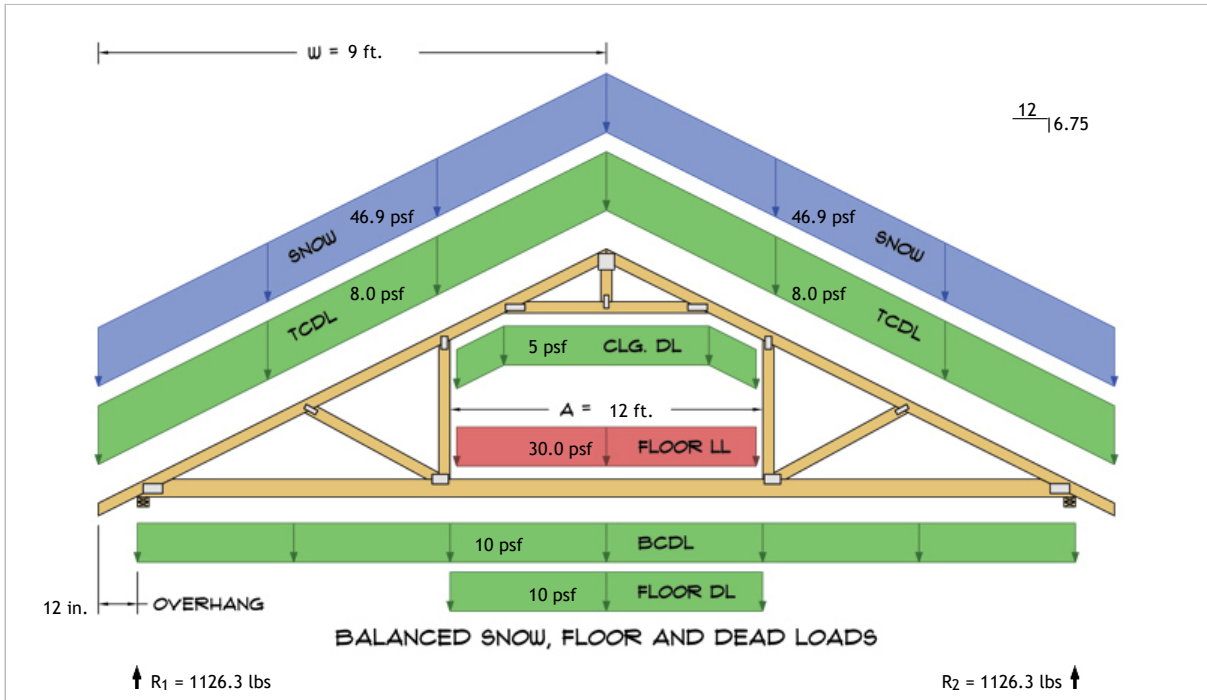 W = 9 ft.
12
6.75
46.9 psf
SNOW
46.9 psf
SNOW
8.0 psf
TCDL
8.0 psf
TCDL
5 psf CLG. DL
A = 12 ft.
30.0 psf FLOOR LL
10 psf BCDL
10 psf FLOOR DL
12 in. OVERHANG
BALANCED SNOW, FLOOR AND DEAD LOADS
R1 = 1126.3 lbs
R2 = 1126.3 lbs